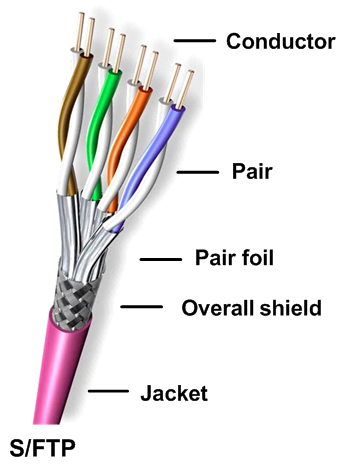 Conductor
Pair
Pair foil
Overall shield
Jacket
S/FTP